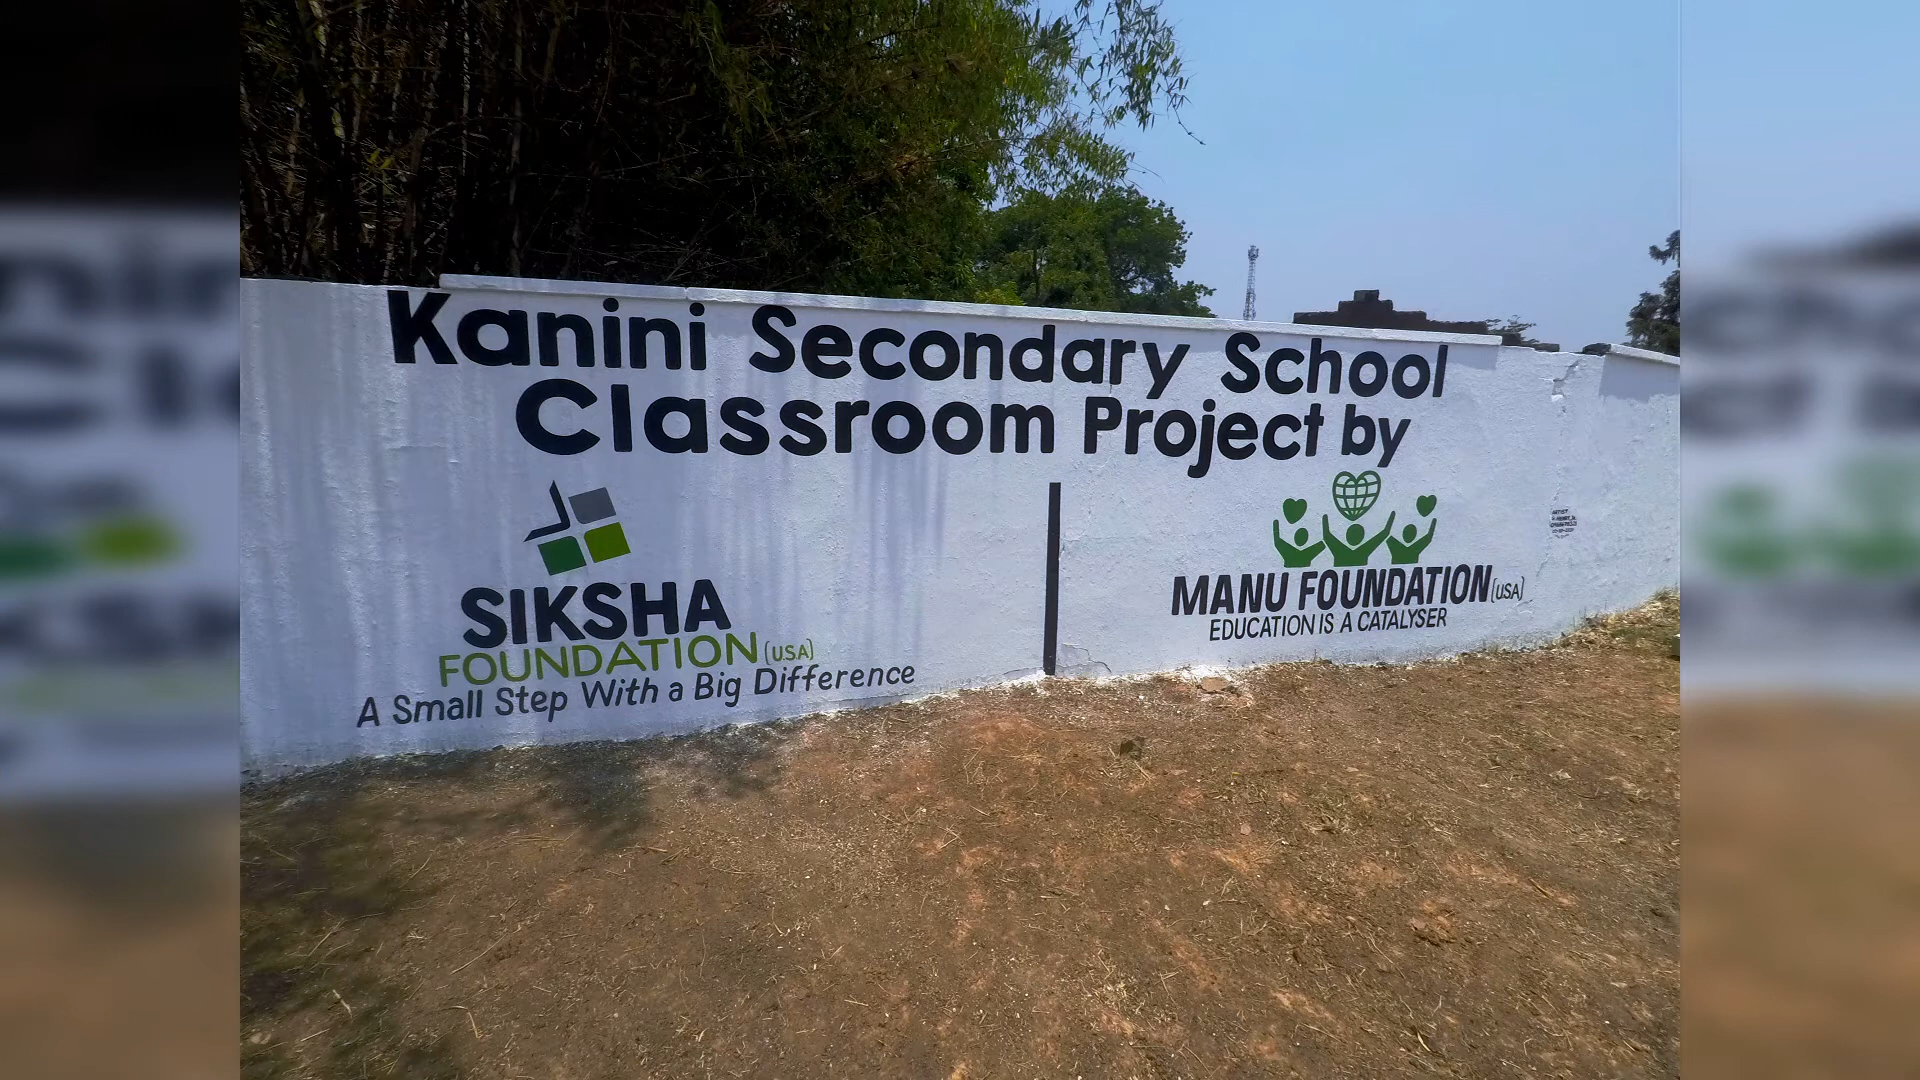 Kanini Secondary School
Classroom Project by
SIKSHA
FOUNDATION (U.S.A)
A Small Step With a Big Difference
MANU FOUNDATION (USA)
EDUCATION IS A CATALYSER
ARTIST